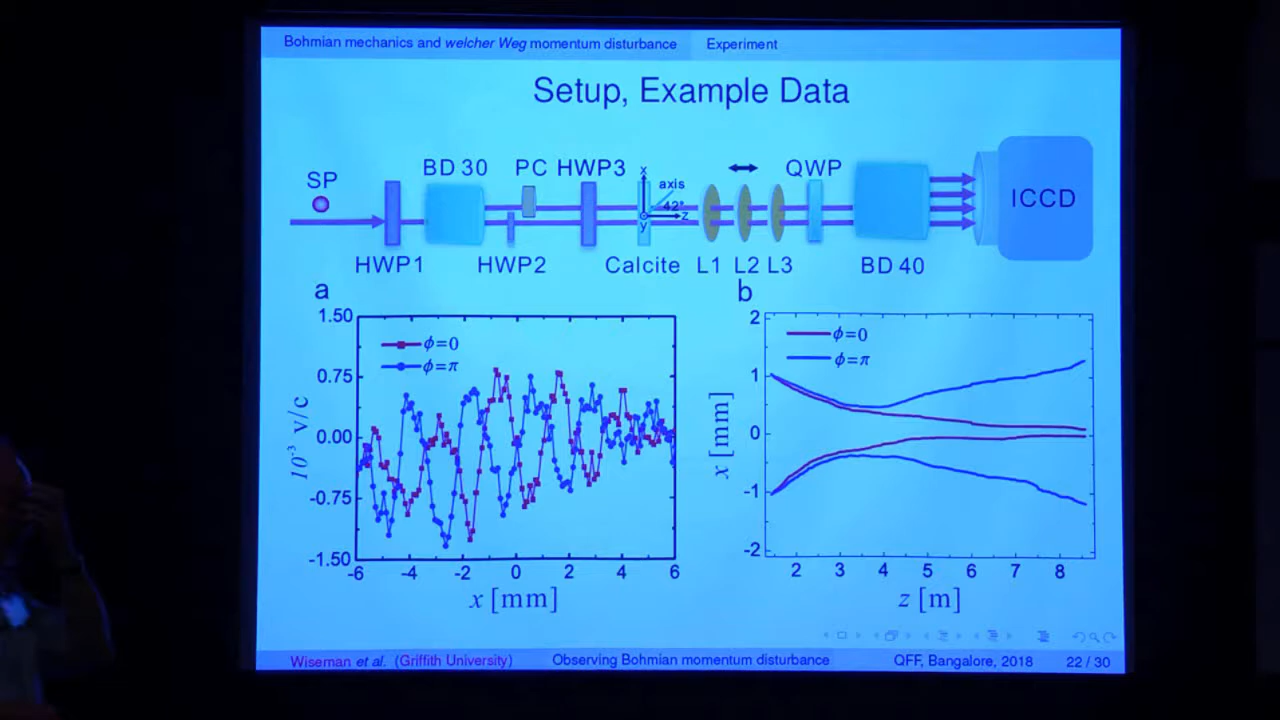 Bohmian mechanics and welcher Weg momentum disturbance Experiment
Setup, Example Data
SP
BD 30
PC HWP3
QWP
ICCD
x
axis
42°
z
y
HWP1
HWP2
Calcite
L1
L2 L3
BD 40
a
b
1.50
0.75
0.00
-0.75
-1.50
10⁻³ v/c
ϕ=0
ϕ=π
-6 -4 -2 0 2 4 6
x [mm]
2
1
0
-1
-2
x [mm]
ϕ=0
ϕ=π
2 3 4 5 6 7 8
z [m]
Wiseman et al. (Griffith University) Observing Bohmian momentum disturbance QFF, Bangalore, 2018 22 / 30